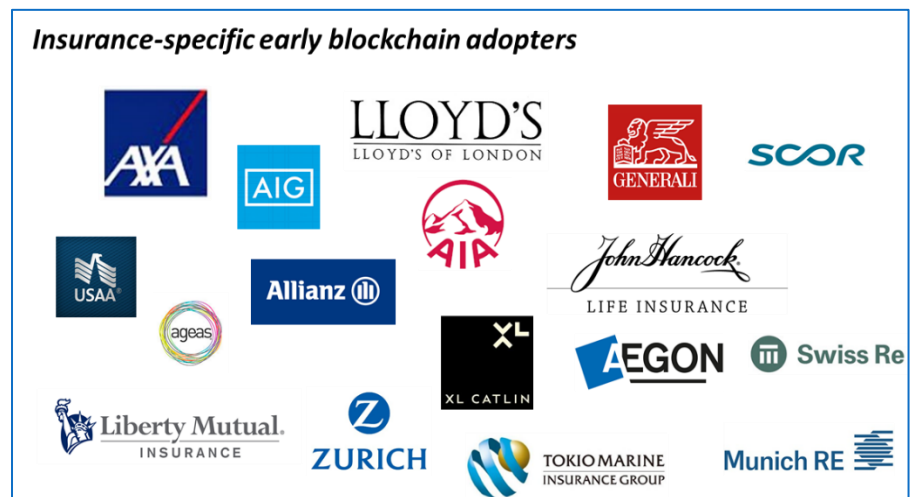 Insurance-specific early blockchain adopters
AXA
LLOYD'S
LLOYD'S OF LONDON
GENERALI
SCOR
AIG
AIA
USAA®
Allianz
John Hancock®
LIFE INSURANCE
ageas
XL
XL CATLIN
AEGON
Swiss Re
Liberty Mutual®
INSURANCE
Z
ZURICH
TOKIO MARINE
INSURANCE GROUP
Munich RE